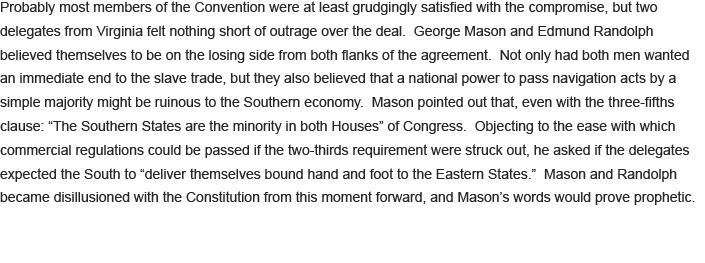 Probably most members of the Convention were at least grudgingly satisfied with the compromise, but two
delegates from Virginia felt nothing short of outrage over the deal.  George Mason and Edmund Randolph
believed themselves to be on the losing side from both flanks of the agreement.  Not only had both men wanted
an immediate end to the slave trade, but they also believed that a national power to pass navigation acts by a
simple majority might be ruinous to the Southern economy.  Mason pointed out that, even with the three-fifths
clause: “The Southern States are the minority in both Houses” of Congress.  Objecting to the ease with which
commercial regulations could be passed if the two-thirds requirement were struck out, he asked if the delegates
expected the South to “deliver themselves bound hand and foot to the Eastern States.”  Mason and Randolph
became disillusioned with the Constitution from this moment forward, and Mason’s words would prove prophetic.